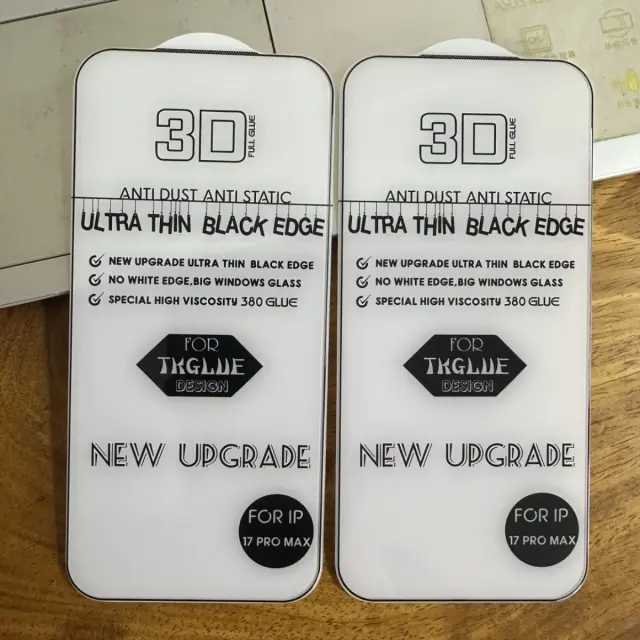 3D FULL GLUE
ANTI DUST ANTI STATIC
ULTRA THIN BLACK EDGE
NEW UPGRADE ULTRA THIN BLACK EDGE
NO WHITE EDGE,BIG WINDOWS GLASS
SPECIAL HIGH VISCOSITY 380 GLUE
FOR
TKGLUE
DESIGN
NEW UPGRADE
FOR IP
17 PRO MAX
3D FULL GLUE
ANTI DUST ANTI STATIC
ULTRA THIN BLACK EDGE
NEW UPGRADE ULTRA THIN BLACK EDGE
NO WHITE EDGE,BIG WINDOWS GLASS
SPECIAL HIGH VISCOSITY 380 GLUE
FOR
TKGLUE
DESIGN
NEW UPGRADE
FOR IP
17 PRO MAX